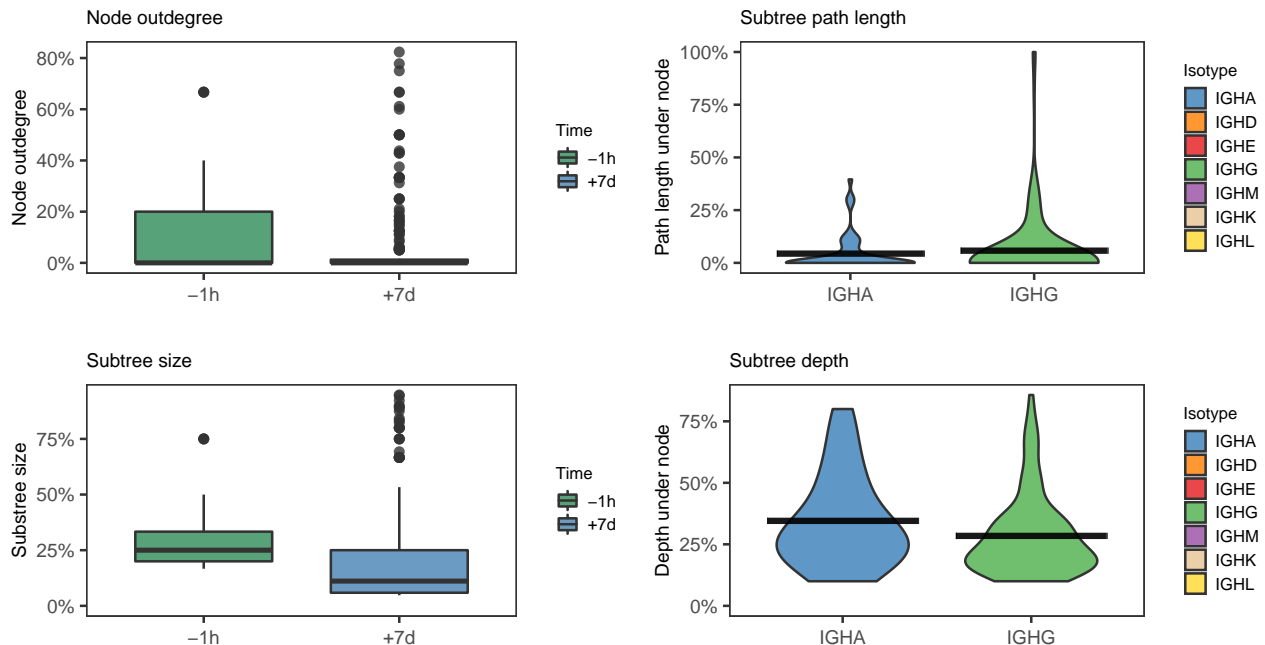 Node outdegree
Node outdegree
80%
60%
40%
20%
0%
−1h
+7d
Time
−1h
+7d
Subtree path length
Path length under node
100%
75%
50%
25%
0%
IGHA
IGHG
Isotype
IGHA
IGHD
IGHE
IGHG
IGHM
IGHK
IGHL
Subtree size
Substree size
75%
50%
25%
0%
−1h
+7d
Time
−1h
+7d
Subtree depth
Depth under node
75%
50%
25%
0%
IGHA
IGHG
Isotype
IGHA
IGHD
IGHE
IGHG
IGHM
IGHK
IGHL